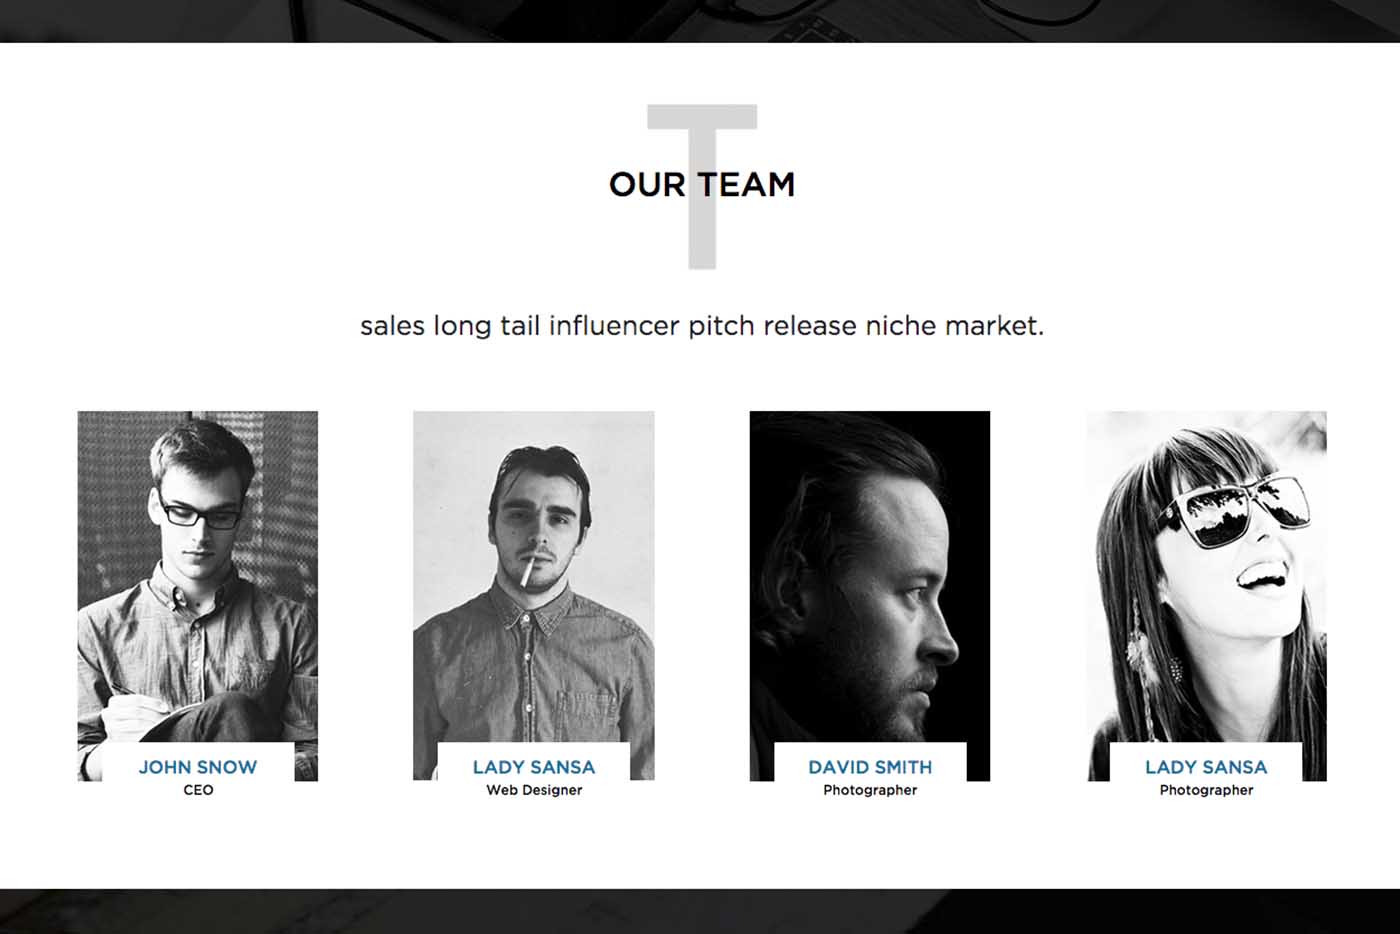 T
OUR TEAM
sales long tail influencer pitch release niche market.
JOHN SNOW
CEO
LADY SANSA
Web Designer
DAVID SMITH
Photographer
LADY SANSA
Photographer